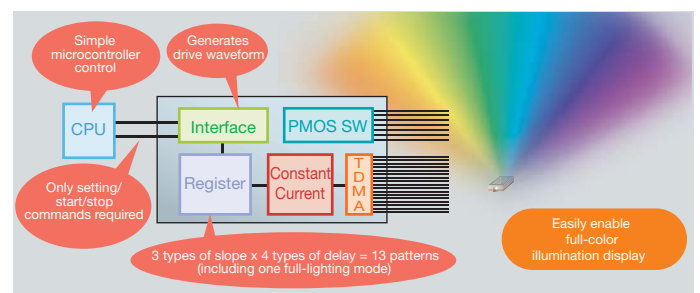 Simple
microcontroller
control
Generates
drive waveform
CPU
Interface
PMOS SW
Register
Constant
Current
T
D
M
A
Only setting/
start/stop
commands required
3 types of slope x 4 types of delay = 13 patterns
(including one full-lighting mode)
Easily enable
full-color
illumination display